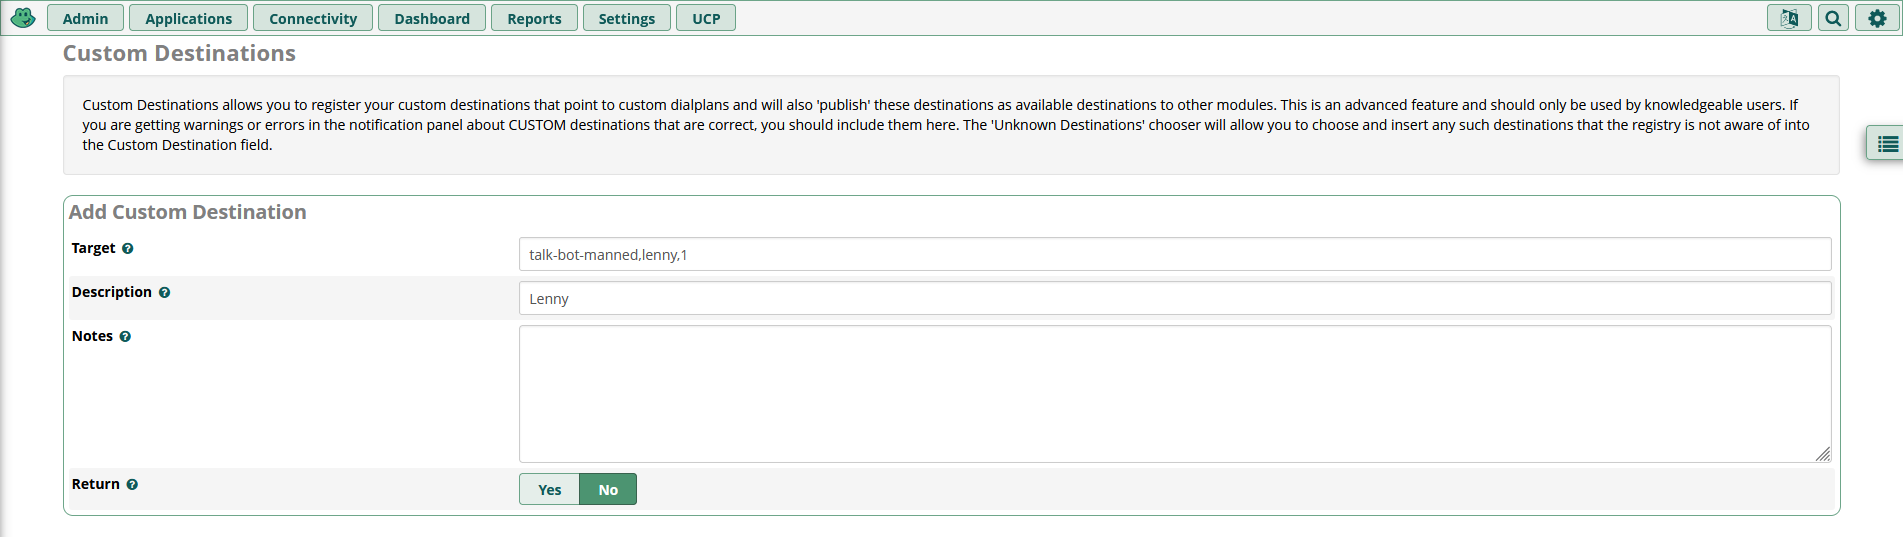 Admin Applications Connectivity Dashboard Reports Settings UCP
Custom Destinations
Custom Destinations allows you to register your custom destinations that point to custom dialplans and will also 'publish' these destinations as available destinations to other modules. This is an advanced feature and should only be used by knowledgeable users. If
you are getting warnings or errors in the notification panel about CUSTOM destinations that are correct, you should include them here. The 'Unknown Destinations' chooser will allow you to choose and insert any such destinations that the registry is not aware of into
the Custom Destination field.
Add Custom Destination
Target
talk-bot-manned,lenny,1
Description
Lenny
Notes
Return
Yes No